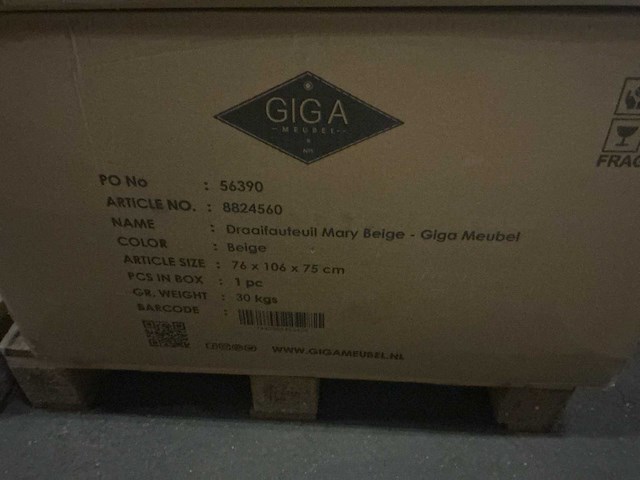 GIGA
MEUBEL
PO No : 56390
ARTICLE NO. : 8824560
NAME : Draaifauteuil Mary Beige - Giga Meubel
COLOR : Beige
ARTICLE SIZE : 76 x 106 x 75 cm
PCS IN BOX : 1 pc
GR. WEIGHT : 30 kgs
BARCODE :
WWW.GIGAMEUBEL.NL
FRAG